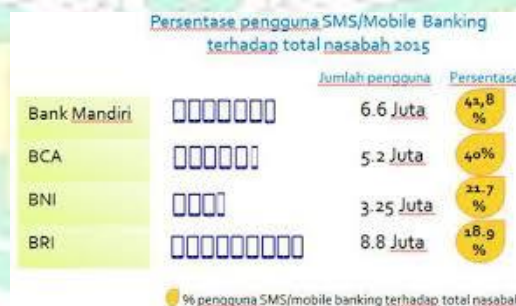 Persentase pengguna SMS/Mobile Banking
terhadap total nasabah 2015
Jumlah pengguna Persentase
Bank Mandiri 6.6 Juta 41,8 %
BCA 5.2 Juta 40%
BNI 3.25 Juta 21.7 %
BRI 8.8 Juta 18.9 %
% pengguna SMS/mobile banking terhadap total nasabah